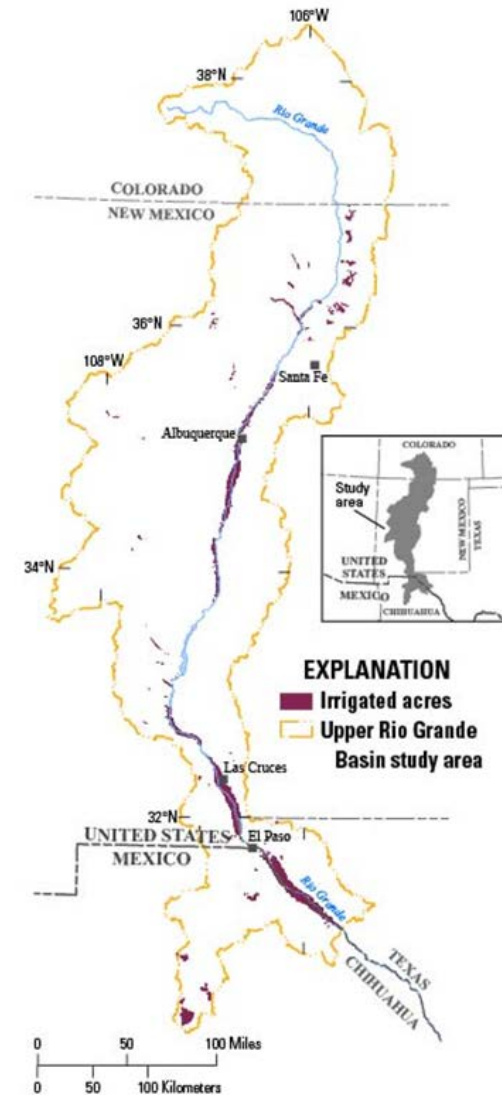 106°W
38°N
Rio Grande
COLORADO
NEW MEXICO
36°N
108°W
Santa Fe
Albuquerque
COLORADO
Study
area
NEW MEXICO
TEXAS
UNITED
STATES
MEXICO
CHIHUAHUA
34°N
EXPLANATION
Irrigated acres
Upper Rio Grande
Basin study area
Las Cruces
32°N
UNITED STATES
El Paso
MEXICO
Rio Grande
TEXAS
CHIHUAHUA
0 50 100 Miles
0 50 100 Kilometers